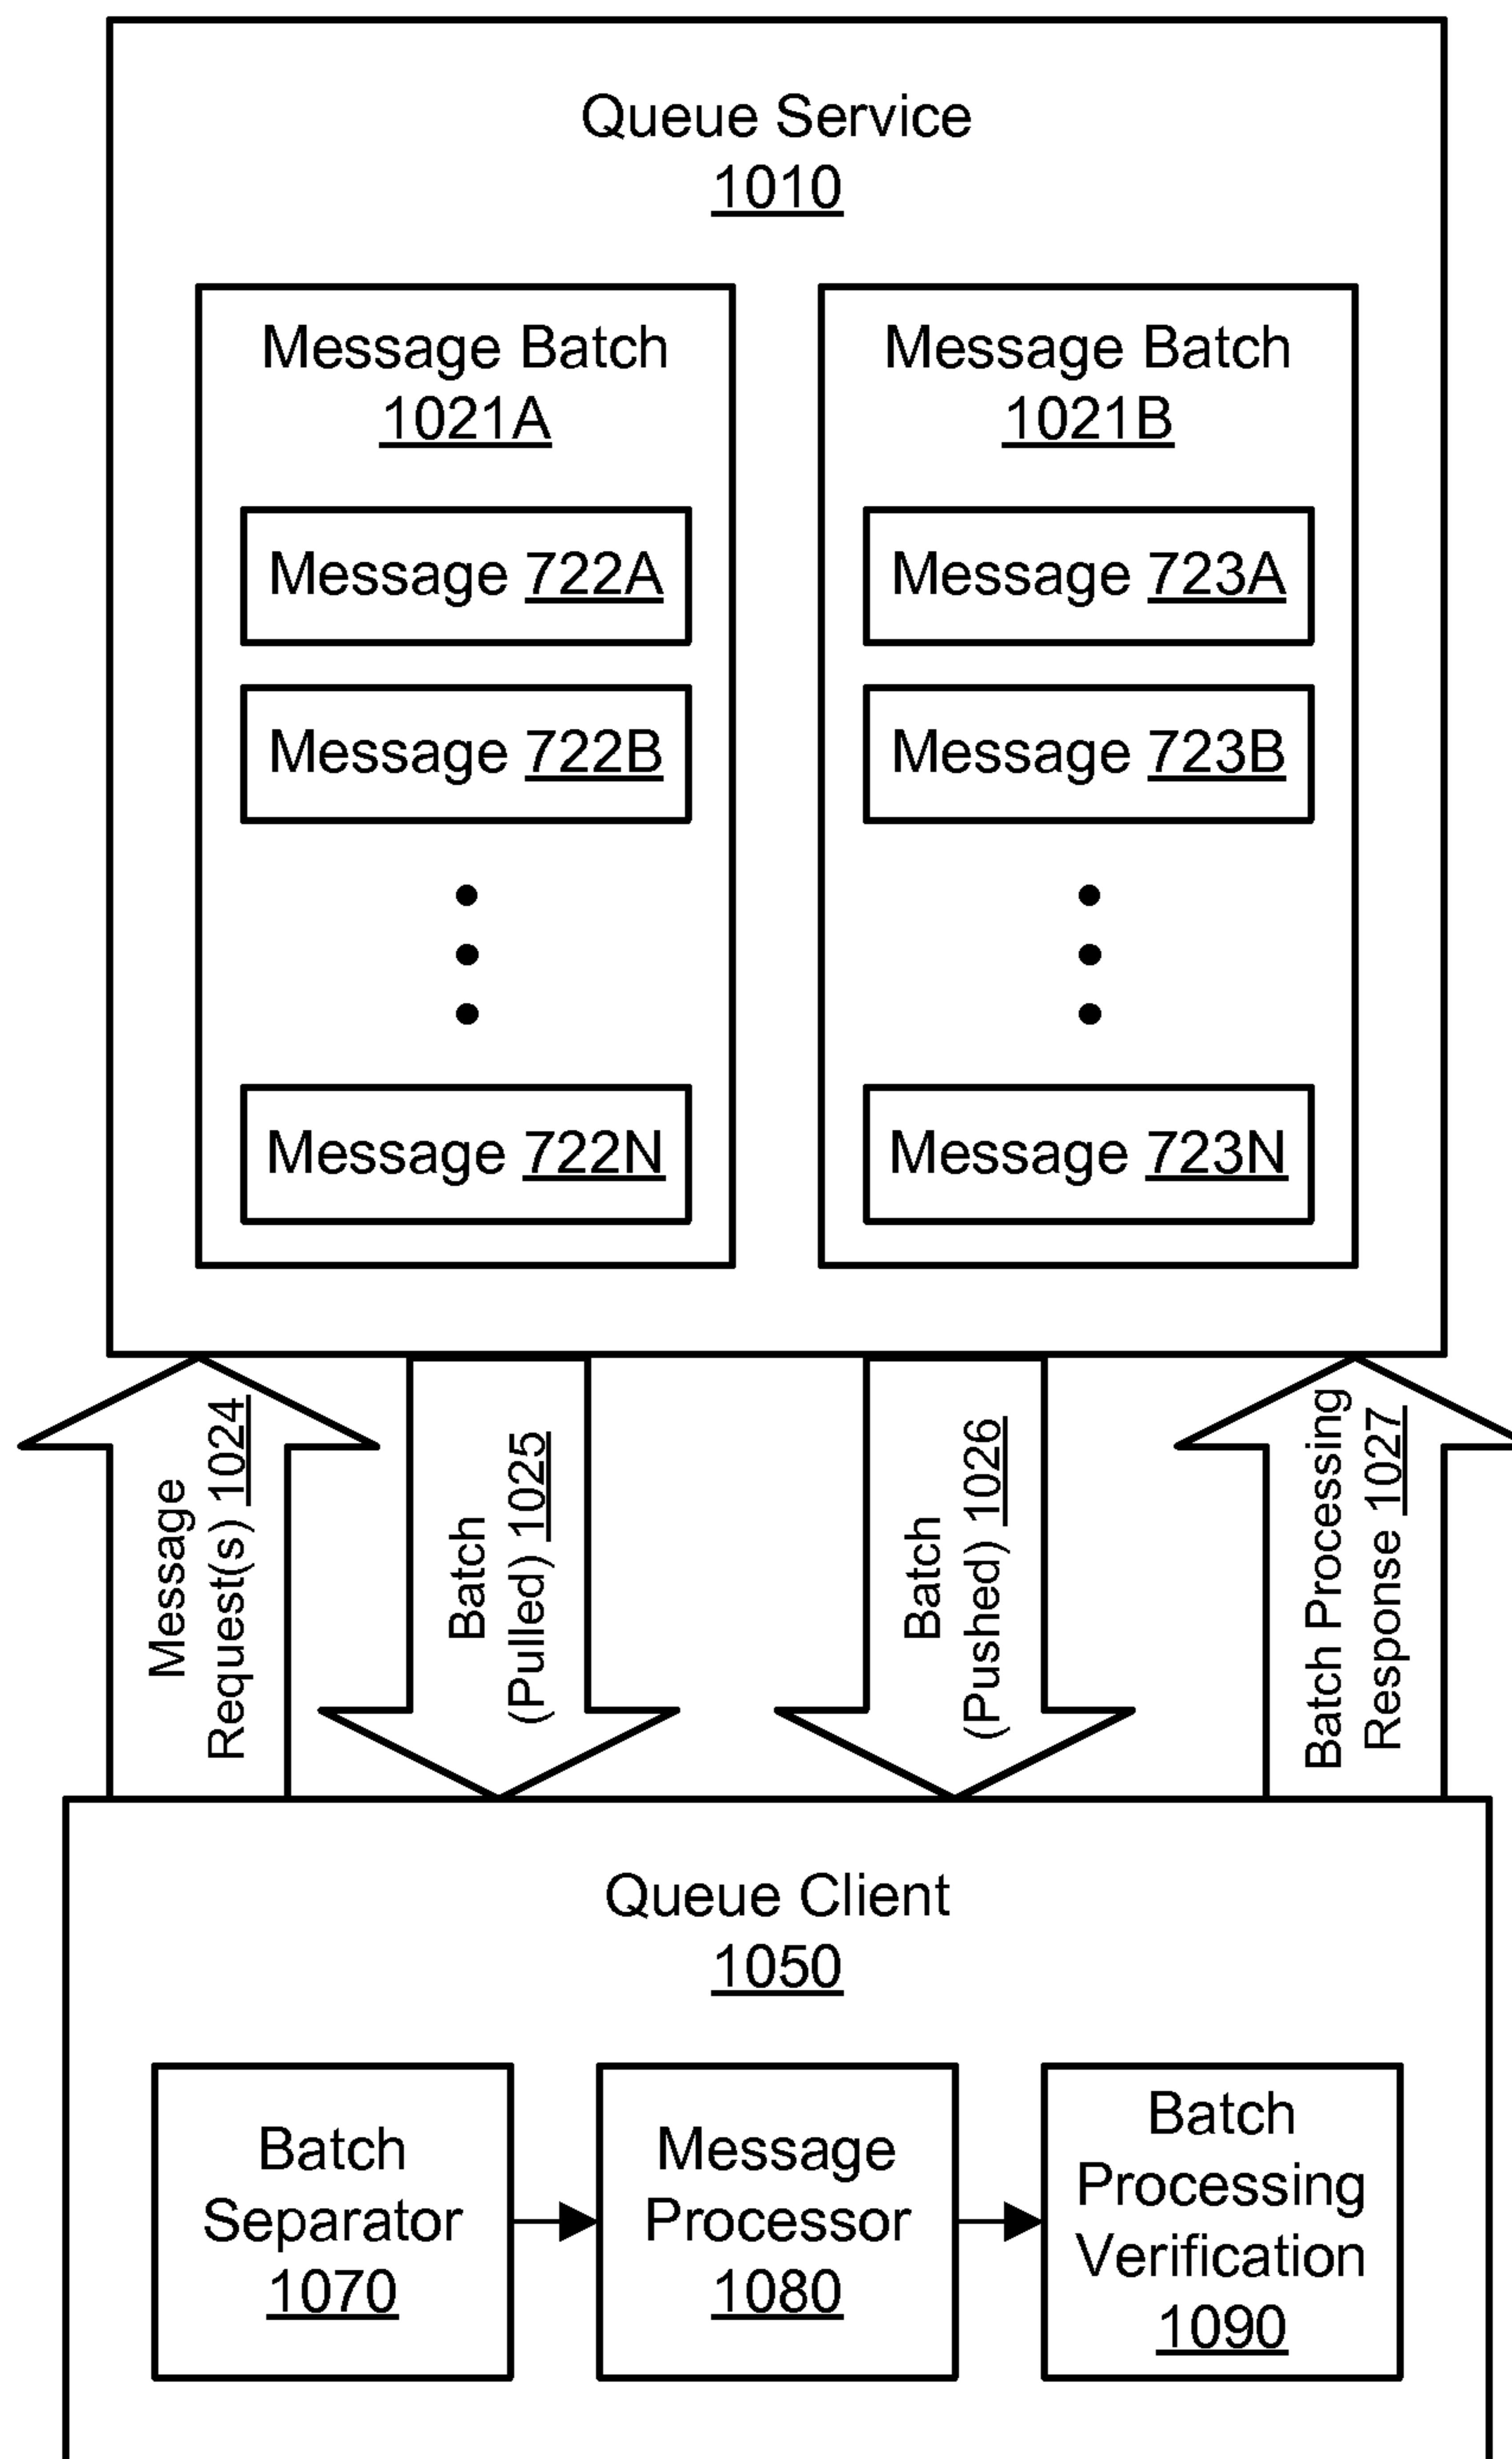 Queue Service
1010
Message Batch
1021A
Message 722A
Message 722B
Message 722N
Message Batch
1021B
Message 723A
Message 723B
Message 723N
Message
Request(s) 1024
Batch
(Pulled) 1025
Batch
(Pushed) 1026
Batch Processing
Response 1027
Queue Client
1050
Batch
Separator
1070
Message
Processor
1080
Batch
Processing
Verification
1090